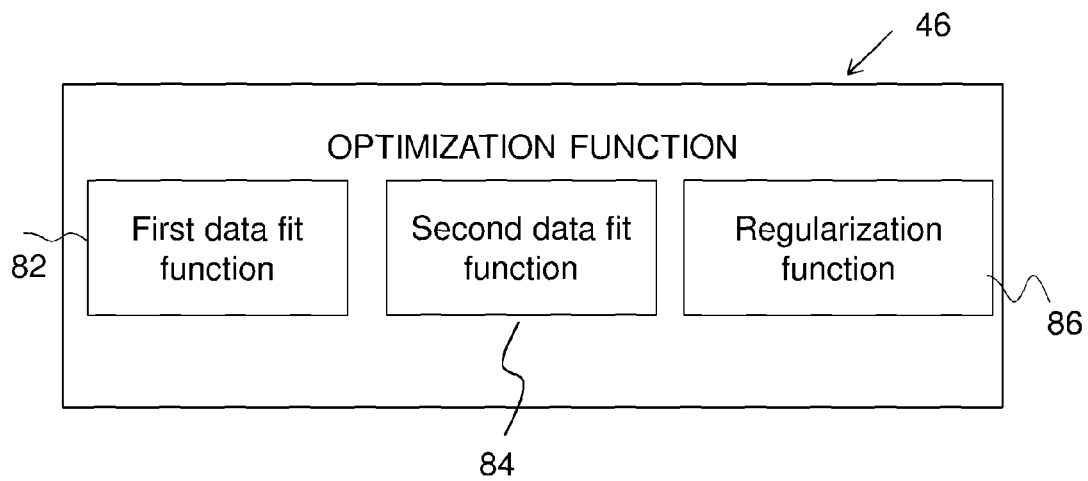 46
OPTIMIZATION FUNCTION
First data fit
function
Second data fit
function
Regularization
function
82
86
84